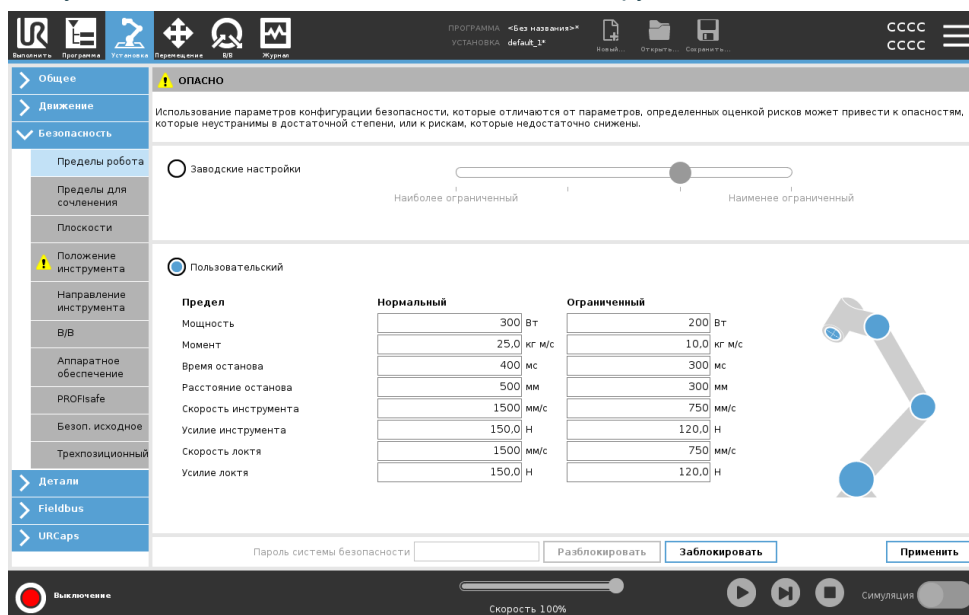 UR
ПРОГРАММА <Без названия>*
УСТАНОВКА default_1*
Выполнить Программа Установка Перемещение В/В Журнал
Новый... Открыть... Сохранить...
CCCC
CCCC
Общее
Движение
Безопасность
Пределы робота
Пределы для
сочленения
Плоскости
Положение
инструмента
Направление
инструмента
В/В
Аппаратное
обеспечение
PROFIsafe
Безоп. исходное
Трехпозиционный
Детали
Fieldbus
URCaps
ОПАСНО
Использование параметров конфигурации безопасности, которые отличаются от параметров, определенных оценкой рисков может привести к опасностям,
которые неустранимы в достаточной степени, или к рискам, которые недостаточно снижены.
Заводские настройки
Наиболее ограниченный Наименее ограниченный
Пользовательский
Предел Нормальный Ограниченный
Мощность 300 Вт 200 Вт
Момент 25,0 кг м/с 10,0 кг м/с
Время останова 400 мс 300 мс
Расстояние останова 500 мм 300 мм
Скорость инструмента 1500 мм/с 750 мм/с
Усилие инструмента 150,0 Н 120,0 Н
Скорость локтя 1500 мм/с 750 мм/с
Усилие локтя 150,0 Н 120,0 Н
Пароль системы безопасности Разблокировать Заблокировать Применить
Выключение
Скорость 100%
Симуляция